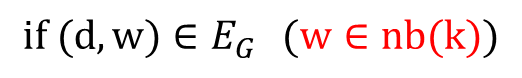 if (d,w) ∈ E_G (w ∈ nb(k))